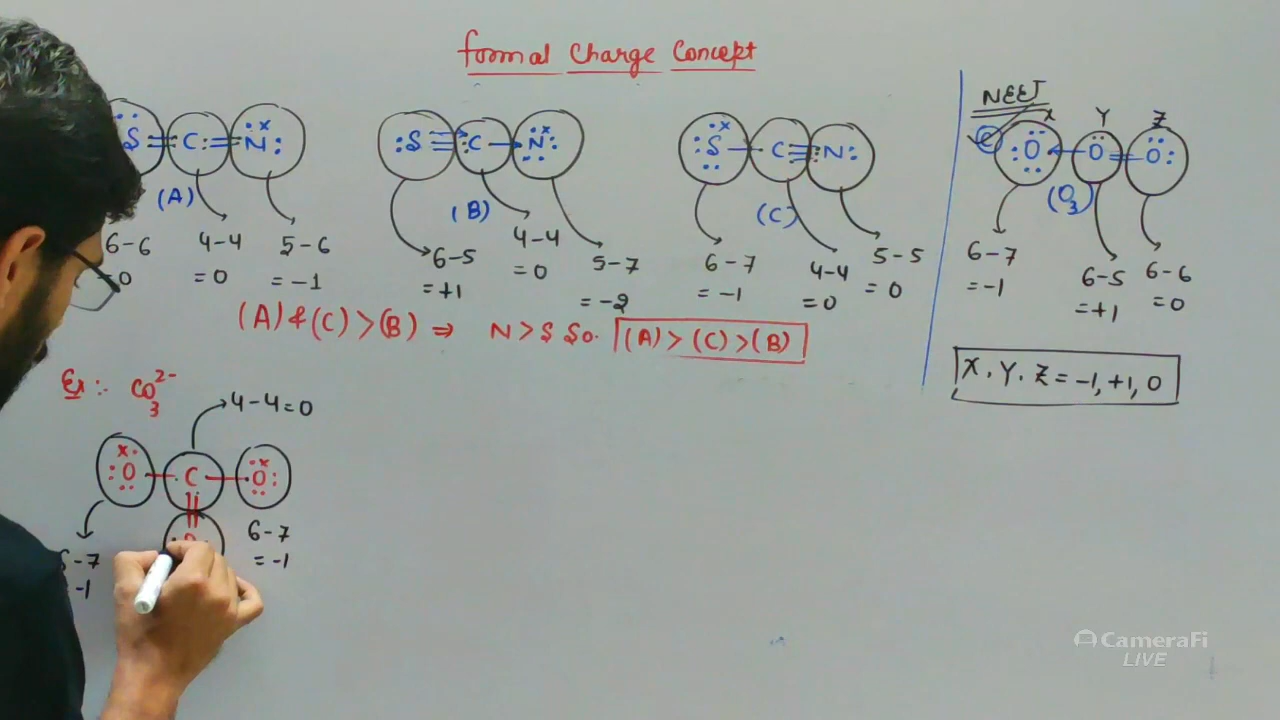 Formal Charge Concept
S = C = N
:S ≡ C – N
:S – C ≡ N:
NEET
X Y Z
:O – O = O:
(A)
(B)
(C)
(O3)
6-6
=0
4-4
=0
5-6
=-1
6-5
=+1
4-4
=0
5-7
=-2
6-7
=-1
4-4
=0
5-5
=0
6-7
=-1
6-5
=+1
6-6
=0
(A)&(C)>(B) ⇒ N>S So. (A)>(C)>(B)
X, Y, Z = -1, +1, 0
Ex:- CO3 2-
4-4=0
:O – C – O:
-7
-1
6-7
=-1
CameraFi
LIVE